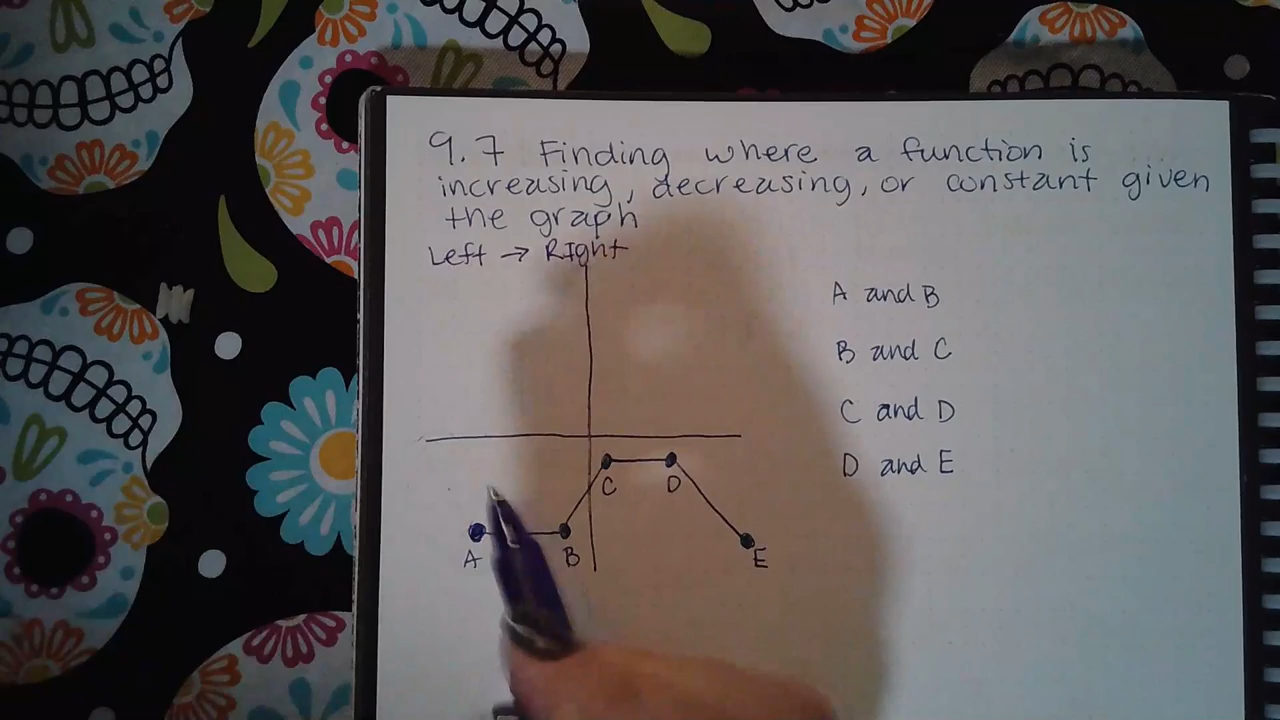 9.7 Finding where a function is
increasing, decreasing, or constant given
the graph
Left → Right
A and B
B and C
C and D
D and E
C
D
A
B
E